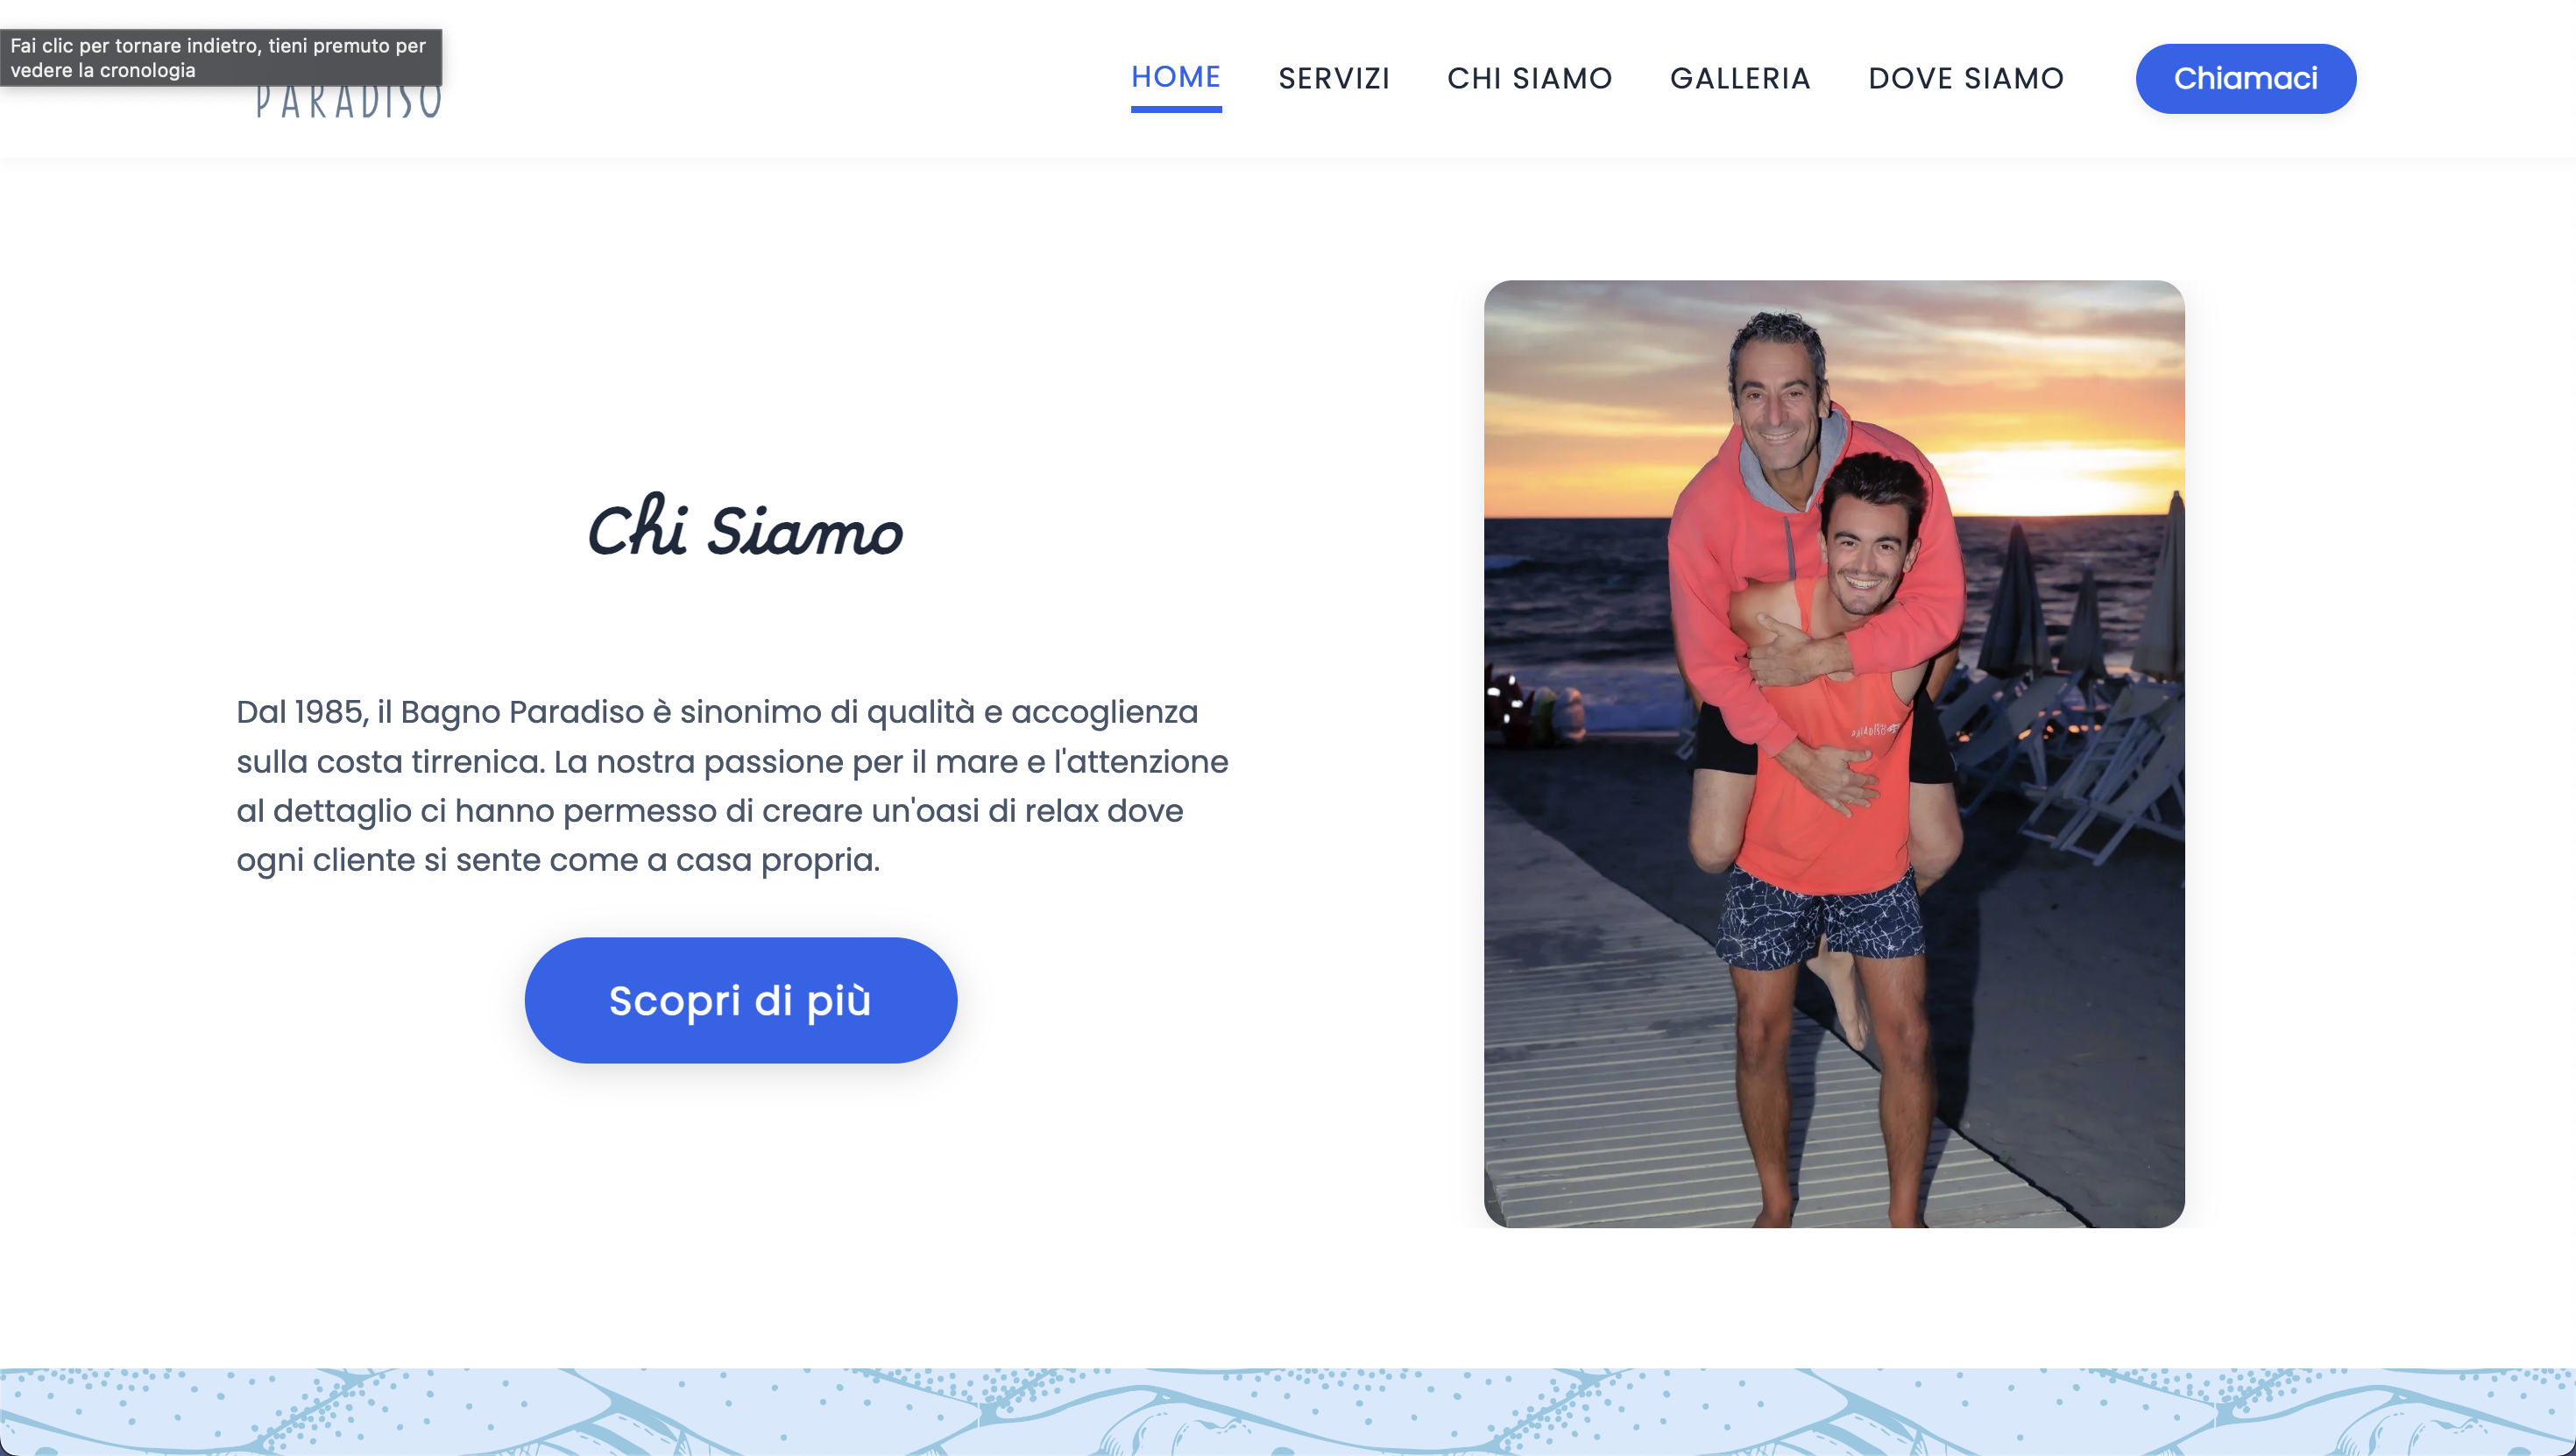 Fai clic per tornare indietro, tieni premuto per
vedere la cronologia
PARADISO
HOME
SERVIZI
CHI SIAMO
GALLERIA
DOVE SIAMO
Chiamaci
Chi Siamo
Dal 1985, il Bagno Paradiso è sinonimo di qualità e accoglienza
sulla costa tirrenica. La nostra passione per il mare e l'attenzione
al dettaglio ci hanno permesso di creare un'oasi di relax dove
ogni cliente si sente come a casa propria.
Scopri di più
PARADISO